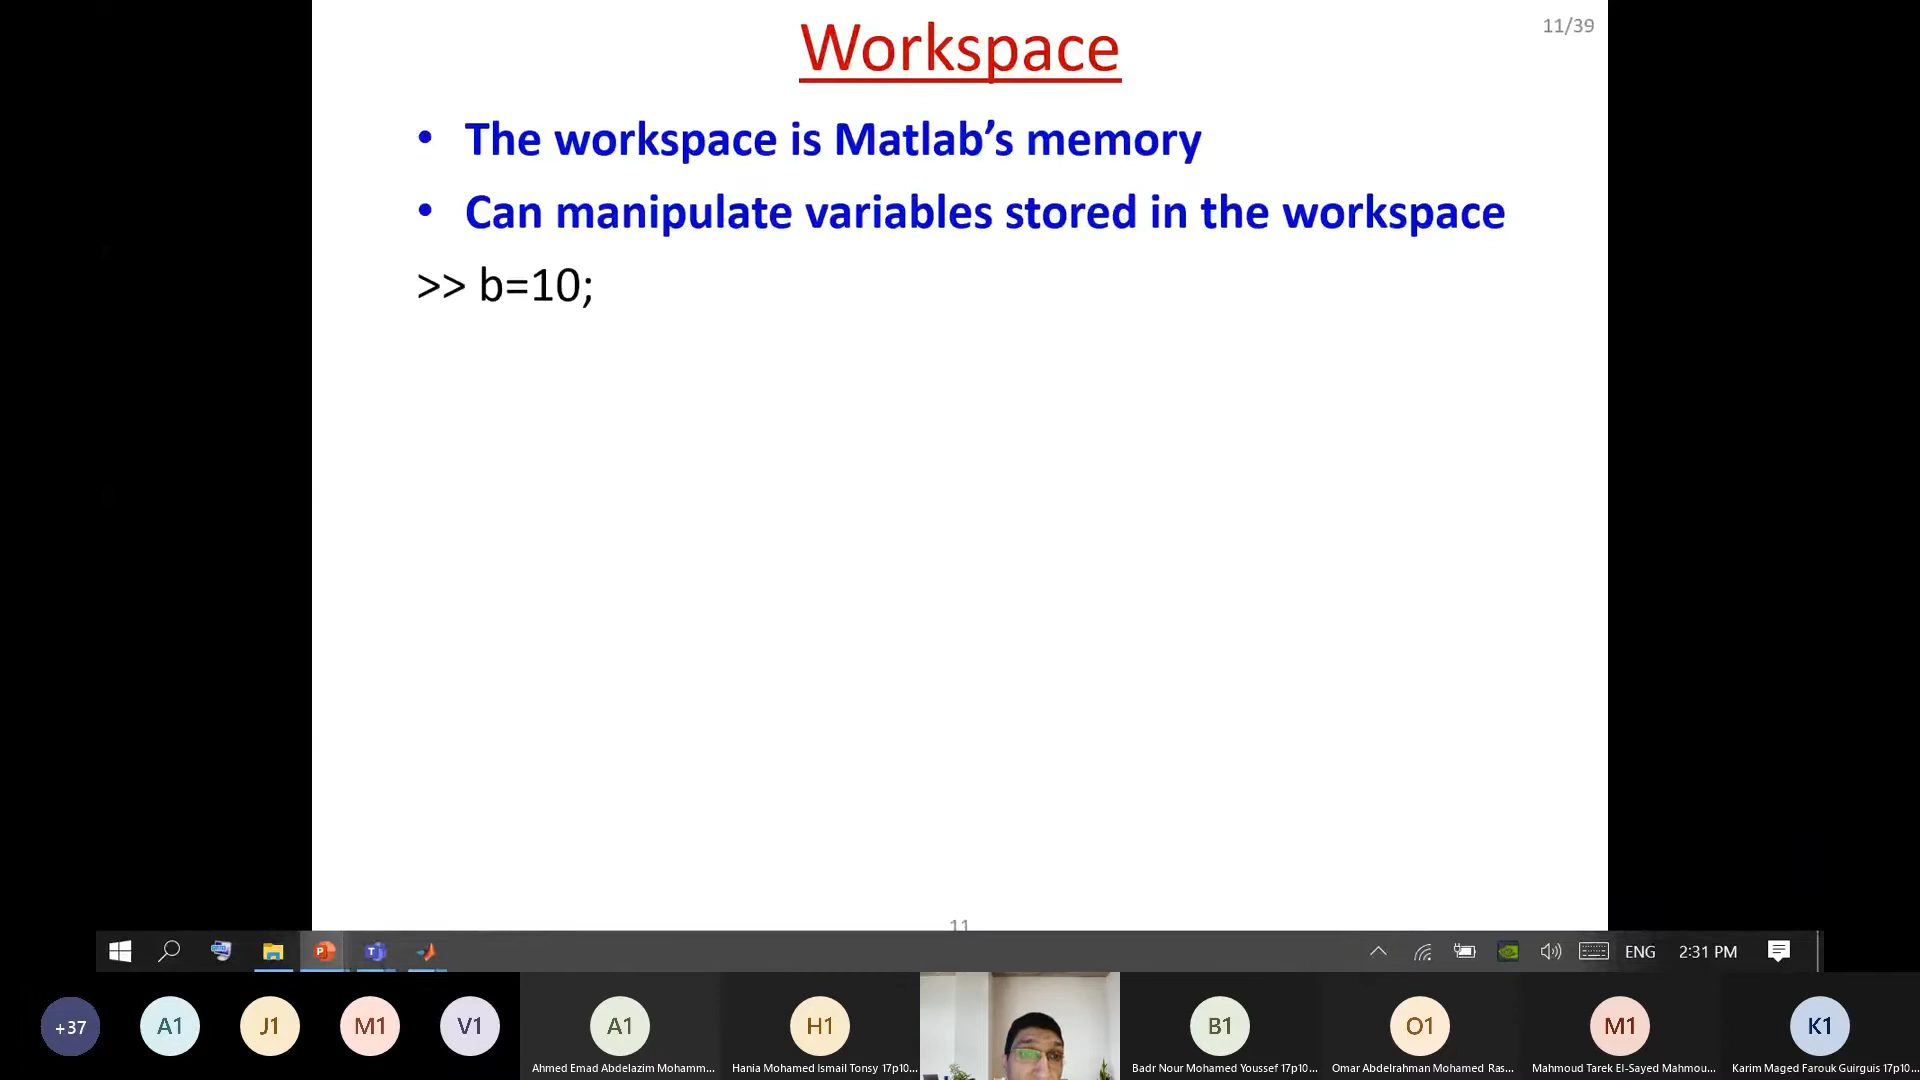 Workspace
11/39
• The workspace is Matlab’s memory
• Can manipulate variables stored in the workspace
>> b=10;
11
ENG
2:31 PM
+37
A1
J1
M1
V1
A1
H1
B1
O1
M1
K1
Ahmed Emad Abdelazim Mohamm...
Hania Mohamed Ismail Tonsy 17p10...
Badr Nour Mohamed Youssef 17p10...
Omar Abdelrahman Mohamed Ras...
Mahmoud Tarek El-Sayed Mahmou...
Karim Maged Farouk Guirguis 17p10...